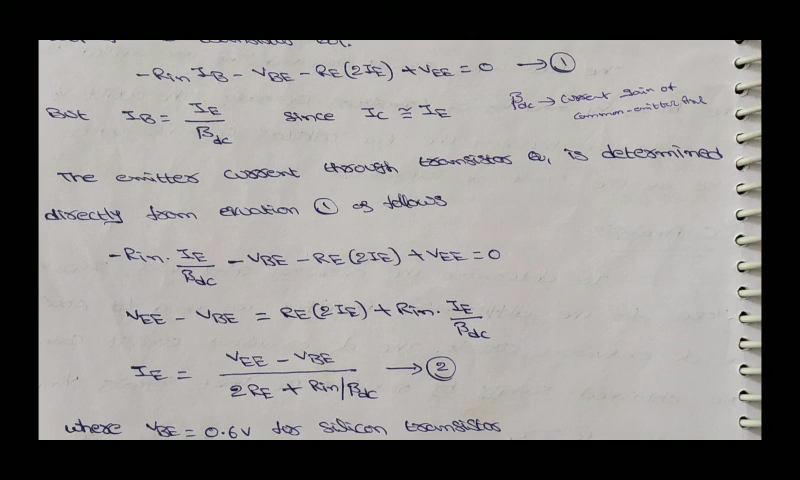 -Rin IB - VBE - RE(2IE) + VEE = 0 → ①
But IB = IE/βdc since IC ≅ IE
βdc → current gain of
common-emitter
The emitter current through transistor Q1 is determined
directly from eruation ① as follows
-Rin. IE/βdc - VBE - RE(2IE) + VEE = 0
VEE - VBE = RE(2IE) + Rin. IE/βdc
IE = VEE - VBE / 2RE + Rin/βdc → ②
where VBE = 0.6V for silicon transistor